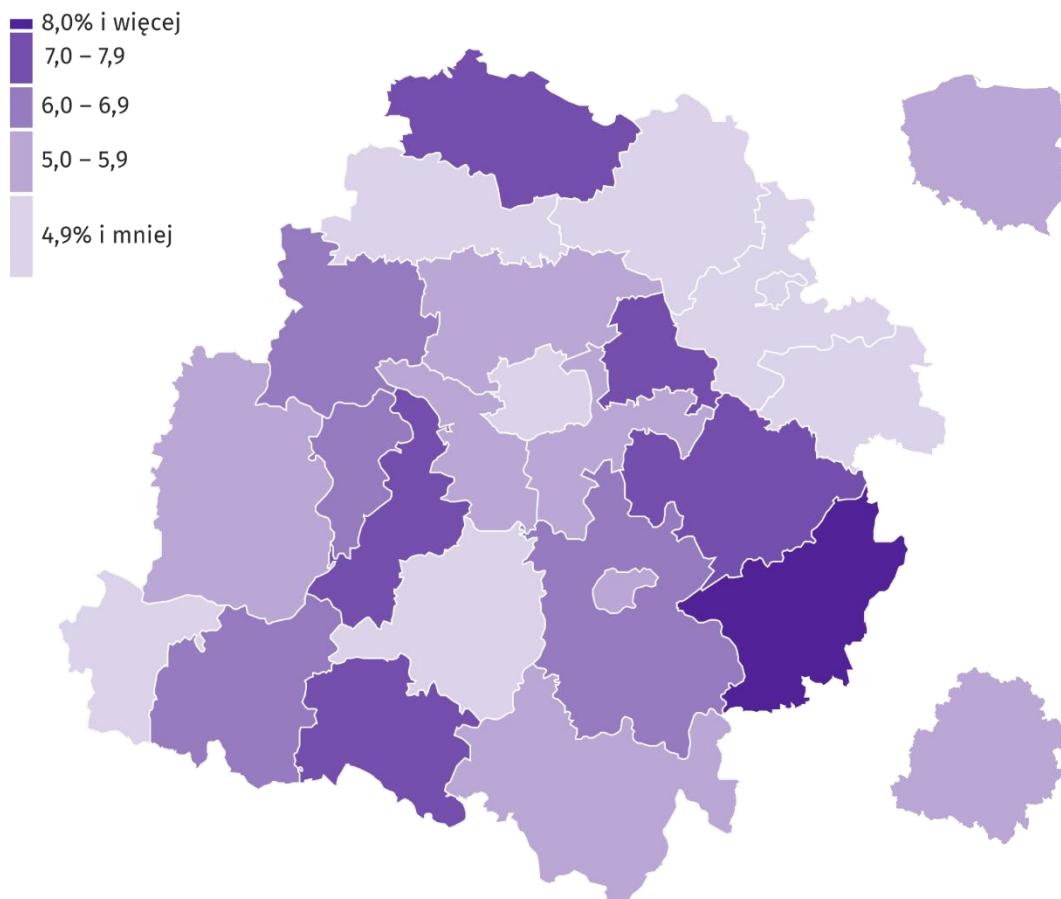 8,0% i więcej
7,0 – 7,9
6,0 – 6,9
5,0 – 5,9
4,9% i mniej